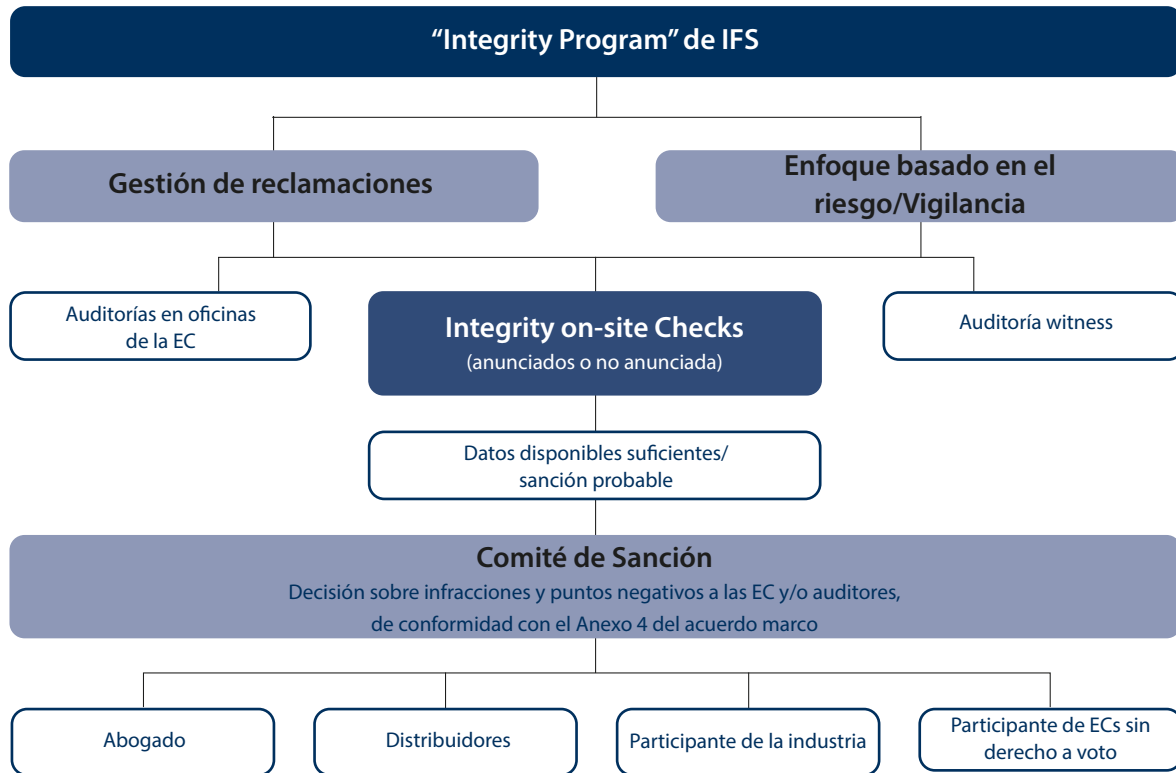 “Integrity Program” de IFS
Gestión de reclamaciones
Enfoque basado en el
riesgo/Vigilancia
Auditorías en oficinas
de la EC
Integrity on-site Checks
(anunciados o no anunciada)
Auditoría witness
Datos disponibles suficientes/
sanción probable
Comité de Sanción
Decisión sobre infracciones y puntos negativos a las EC y/o auditores,
de conformidad con el Anexo 4 del acuerdo marco
Abogado
Distribuidores
Participante de la industria
Participante de ECs sin
derecho a voto